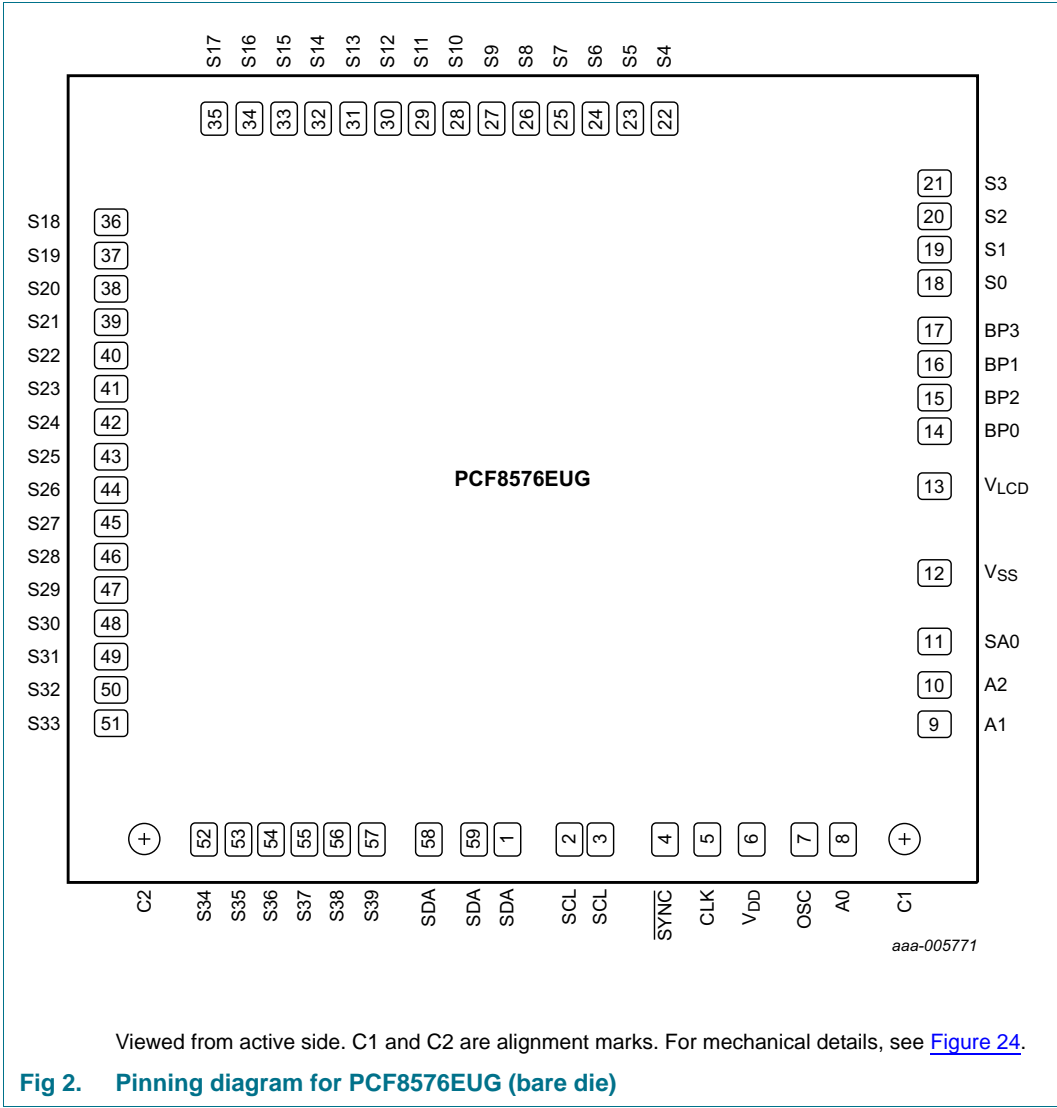 S17 S16 S15 S14 S13 S12 S11 S10 S9 S8 S7 S6 S5 S4
35 34 33 32 31 30 29 28 27 26 25 24 23 22
21 S3
S18 36 20 S2
S19 37 19 S1
S20 38 18 S0
S21 39 17 BP3
S22 40 16 BP1
S23 41 15 BP2
S24 42 14 BP0
S25 43
PCF8576EUG
S26 44 13 VLCD
S27 45
S28 46
12 VSS
S29 47
S30 48
11 SA0
S31 49
S32 50 10 A2
S33 51 9 A1
52 53 54 55 56 57 58 59 1 2 3 4 5 6 7 8
C2 S34 S35 S36 S37 S38 S39 SDA SDA SDA SCL SCL SYNC CLK VDD OSC A0 C1
aaa-005771
Viewed from active side. C1 and C2 are alignment marks. For mechanical details, see Figure 24.
Fig 2. Pinning diagram for PCF8576EUG (bare die)